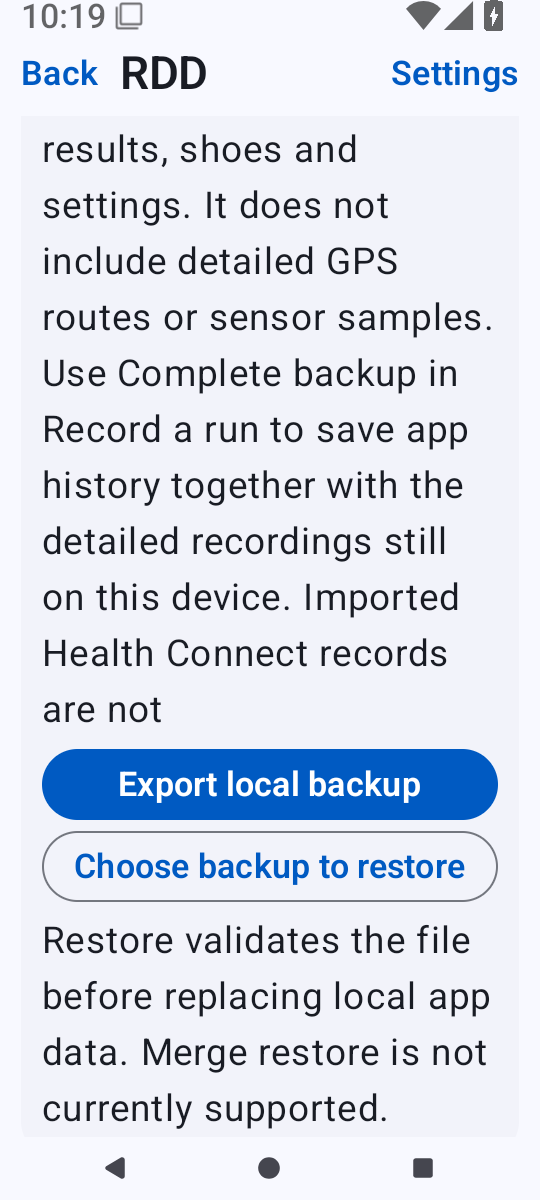 10:19
Back RDD Settings
results, shoes and
settings. It does not
include detailed GPS
routes or sensor samples.
Use Complete backup in
Record a run to save app
history together with the
detailed recordings still
on this device. Imported
Health Connect records
are not
Export local backup
Choose backup to restore
Restore validates the file
before replacing local app
data. Merge restore is not
currently supported.